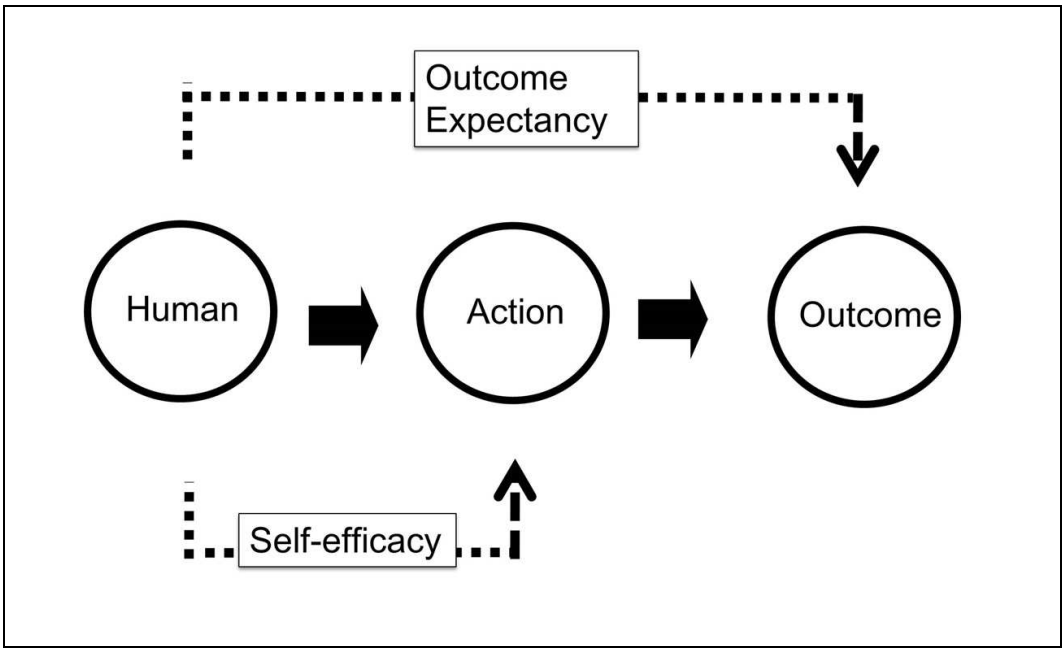 Outcome
Expectancy
Human
Action
Outcome
Self-efficacy